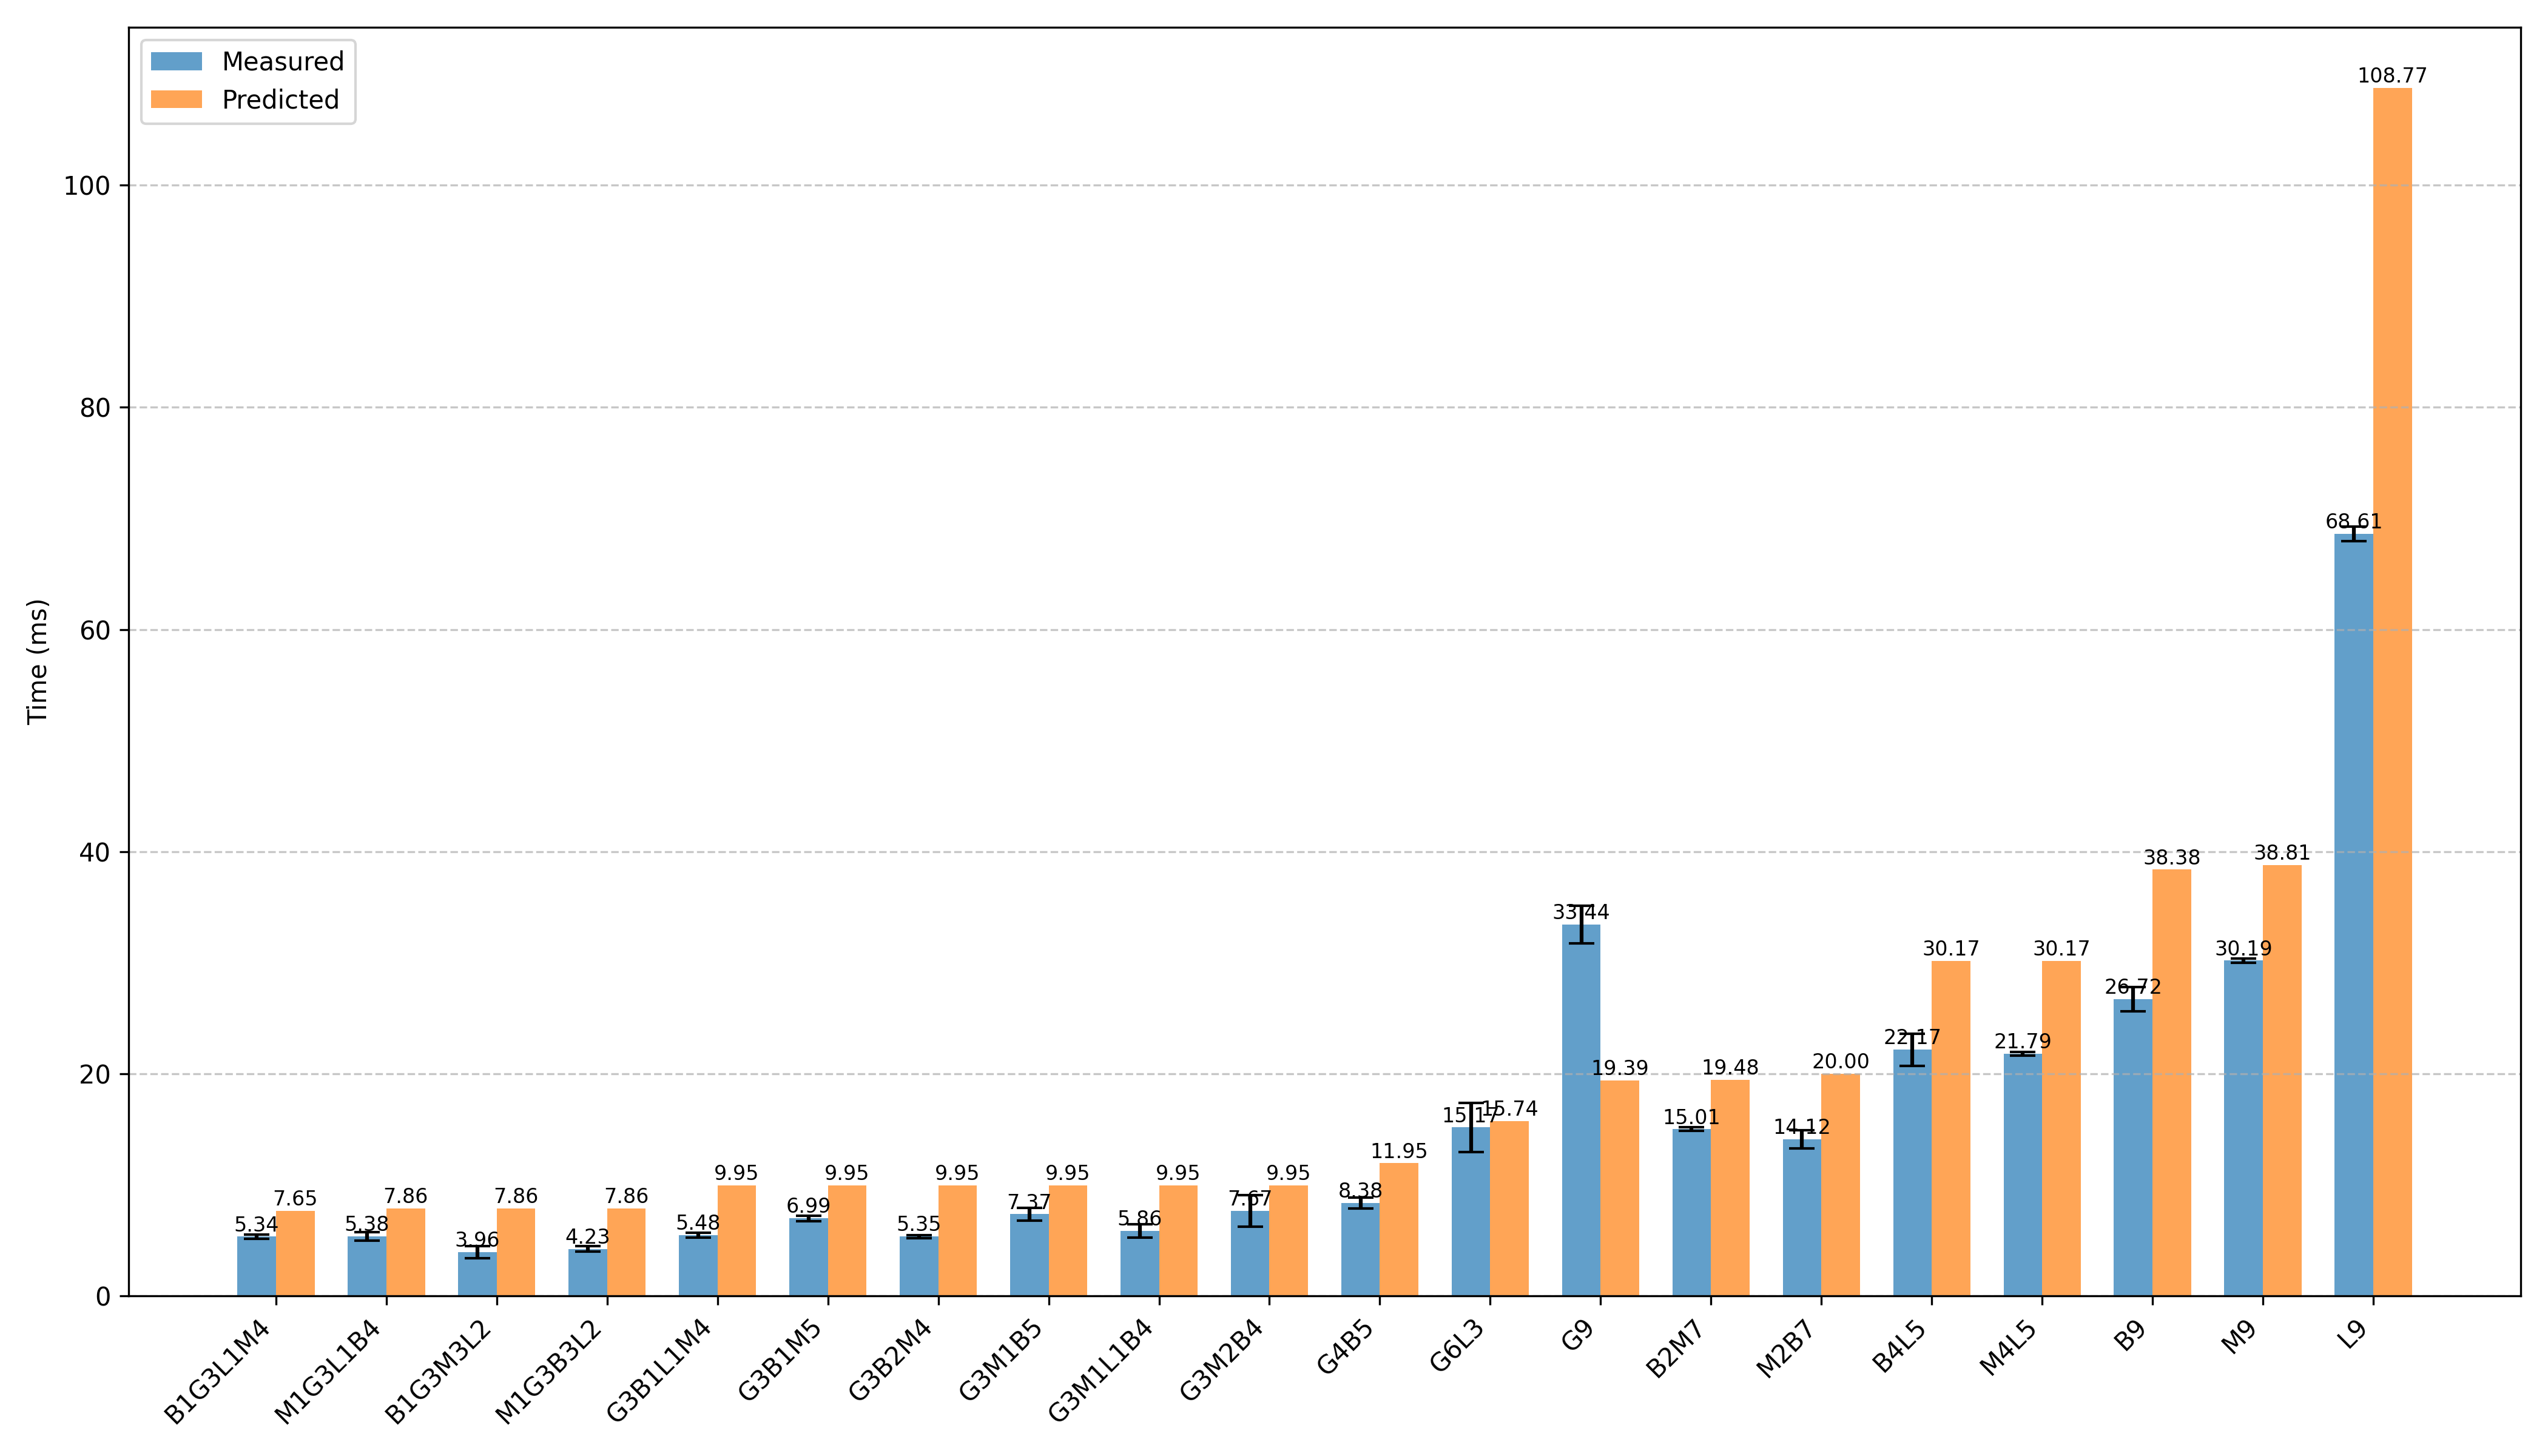 Measured
Predicted
Time (ms)
100
80
60
40
20
0
5.34
7.65
5.38
7.86
3.96
7.86
4.23
7.86
5.48
9.95
6.99
9.95
5.35
9.95
7.37
9.95
5.86
9.95
7.67
9.95
8.38
11.95
15.17
15.74
33.44
19.39
15.01
19.48
14.12
20.00
22.17
30.17
21.79
30.17
26.72
38.38
30.19
38.81
68.61
108.77
B1G3L1M4
M1G3L1B4
B1G3M3L2
M1G3B3L2
G3B1L1M4
G3B1M5
G3B2M4
G3M1B5
G3M1L1B4
G3M2B4
G4B5
G6L3
G9
B2M7
M2B7
B4L5
M4L5
B9
M9
L9